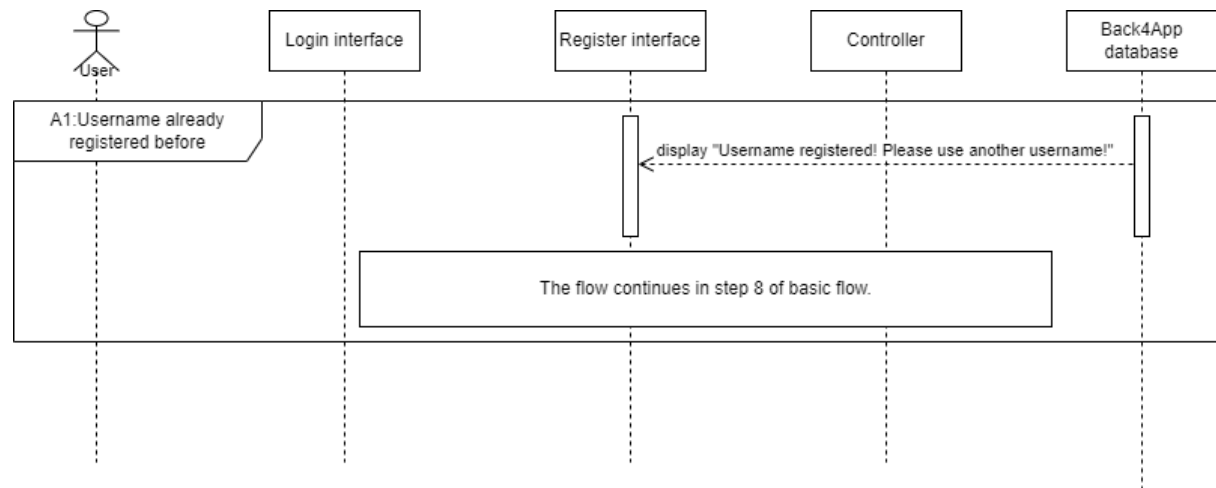 User
Login interface
Register interface
Controller
Back4App
database
A1:Username already
registered before
display "Username registered! Please use another username!"
The flow continues in step 8 of basic flow.